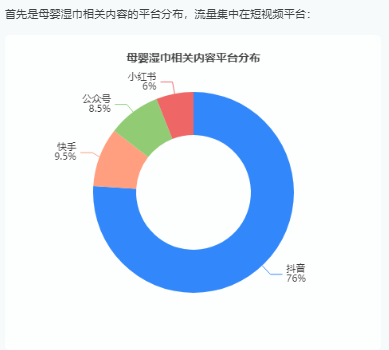 首先是母婴湿巾相关内容的平台分布，流量集中在短视频平台：
母婴湿巾相关内容平台分布
小红书
6%
公众号
8.5%
快手
9.5%
抖音
76%